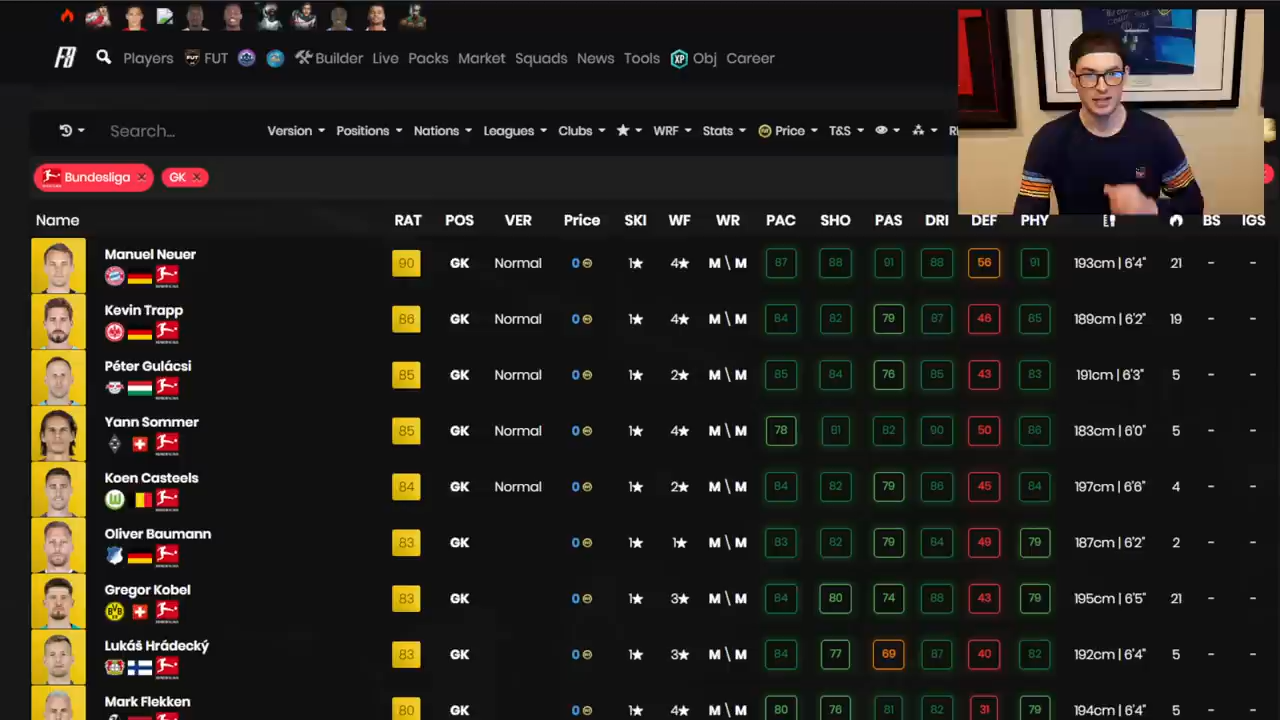 Players FUT Builder Live Packs Market Squads News Tools XP Obj Career
Search... Version Positions Nations Leagues Clubs WRF Stats Price T&S
Bundesliga GK
Name RAT POS VER Price SKI WF WR PAC SHO PAS DRI DEF PHY BS IGS
Manuel Neuer
90 GK Normal 0 1★ 4★ M \ M 87 88 91 88 56 91 193cm | 6'4" 21 - -
Kevin Trapp
86 GK Normal 0 1★ 4★ M \ M 84 82 79 87 46 85 189cm | 6'2" 19 - -
Péter Gulácsi
85 GK Normal 0 1★ 2★ M \ M 85 84 76 85 43 83 191cm | 6'3" 5 - -
Yann Sommer
85 GK Normal 0 1★ 4★ M \ M 78 81 82 90 50 86 183cm | 6'0" 5 - -
Koen Casteels
84 GK Normal 0 1★ 2★ M \ M 84 82 79 86 45 84 197cm | 6'6" 4 - -
Oliver Baumann
83 GK 0 1★ 1★ M \ M 83 82 79 84 49 79 187cm | 6'2" 2 - -
Gregor Kobel
83 GK 0 1★ 3★ M \ M 84 80 74 88 43 79 195cm | 6'5" 21 - -
Lukáš Hrádecký
83 GK 0 1★ 3★ M \ M 84 77 69 87 40 82 192cm | 6'4" 5 - -
Mark Flekken
80 GK 0 1★ 4★ M \ M 80 76 81 82 31 79 194cm | 6'4" 5 - -